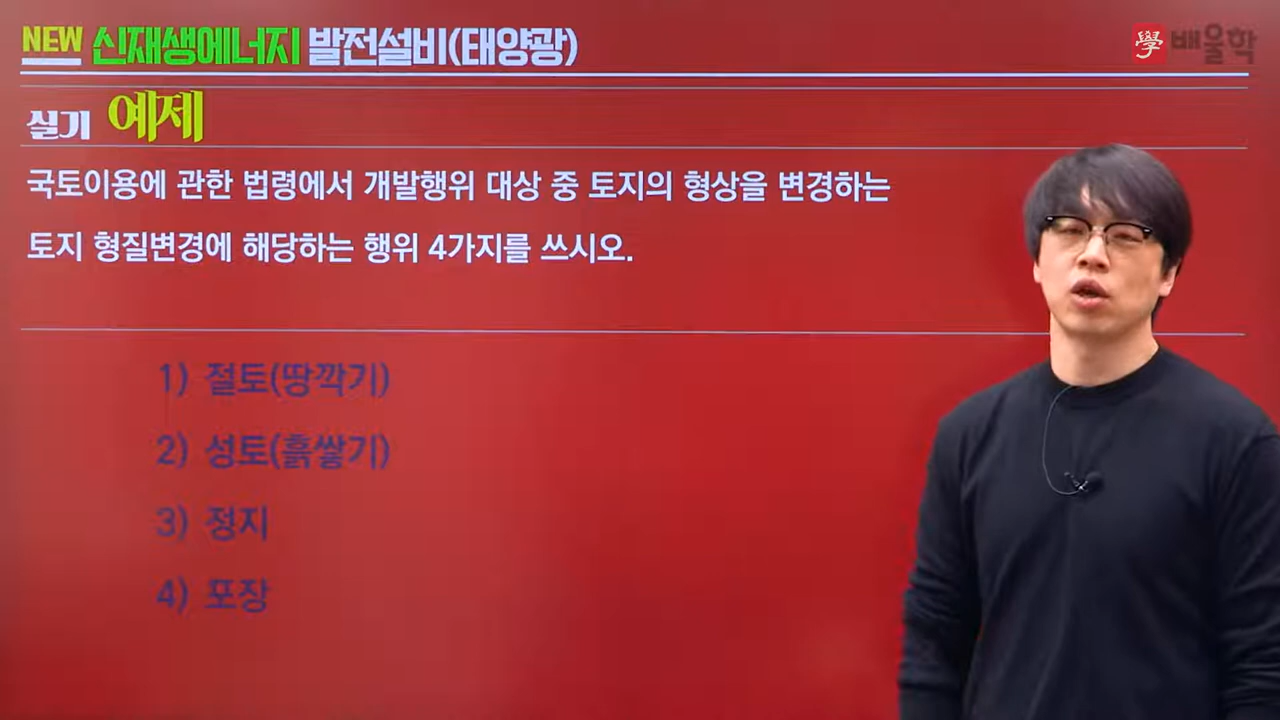 NEW 신재생에너지 발전설비(태양광)
學 배울학
실기 예제
국토이용에 관한 법령에서 개발행위 대상 중 토지의 형상을 변경하는
토지 형질변경에 해당하는 행위 4가지를 쓰시오.
1) 절토(땅깍기)
2) 성토(흙쌓기)
3) 정지
4) 포장